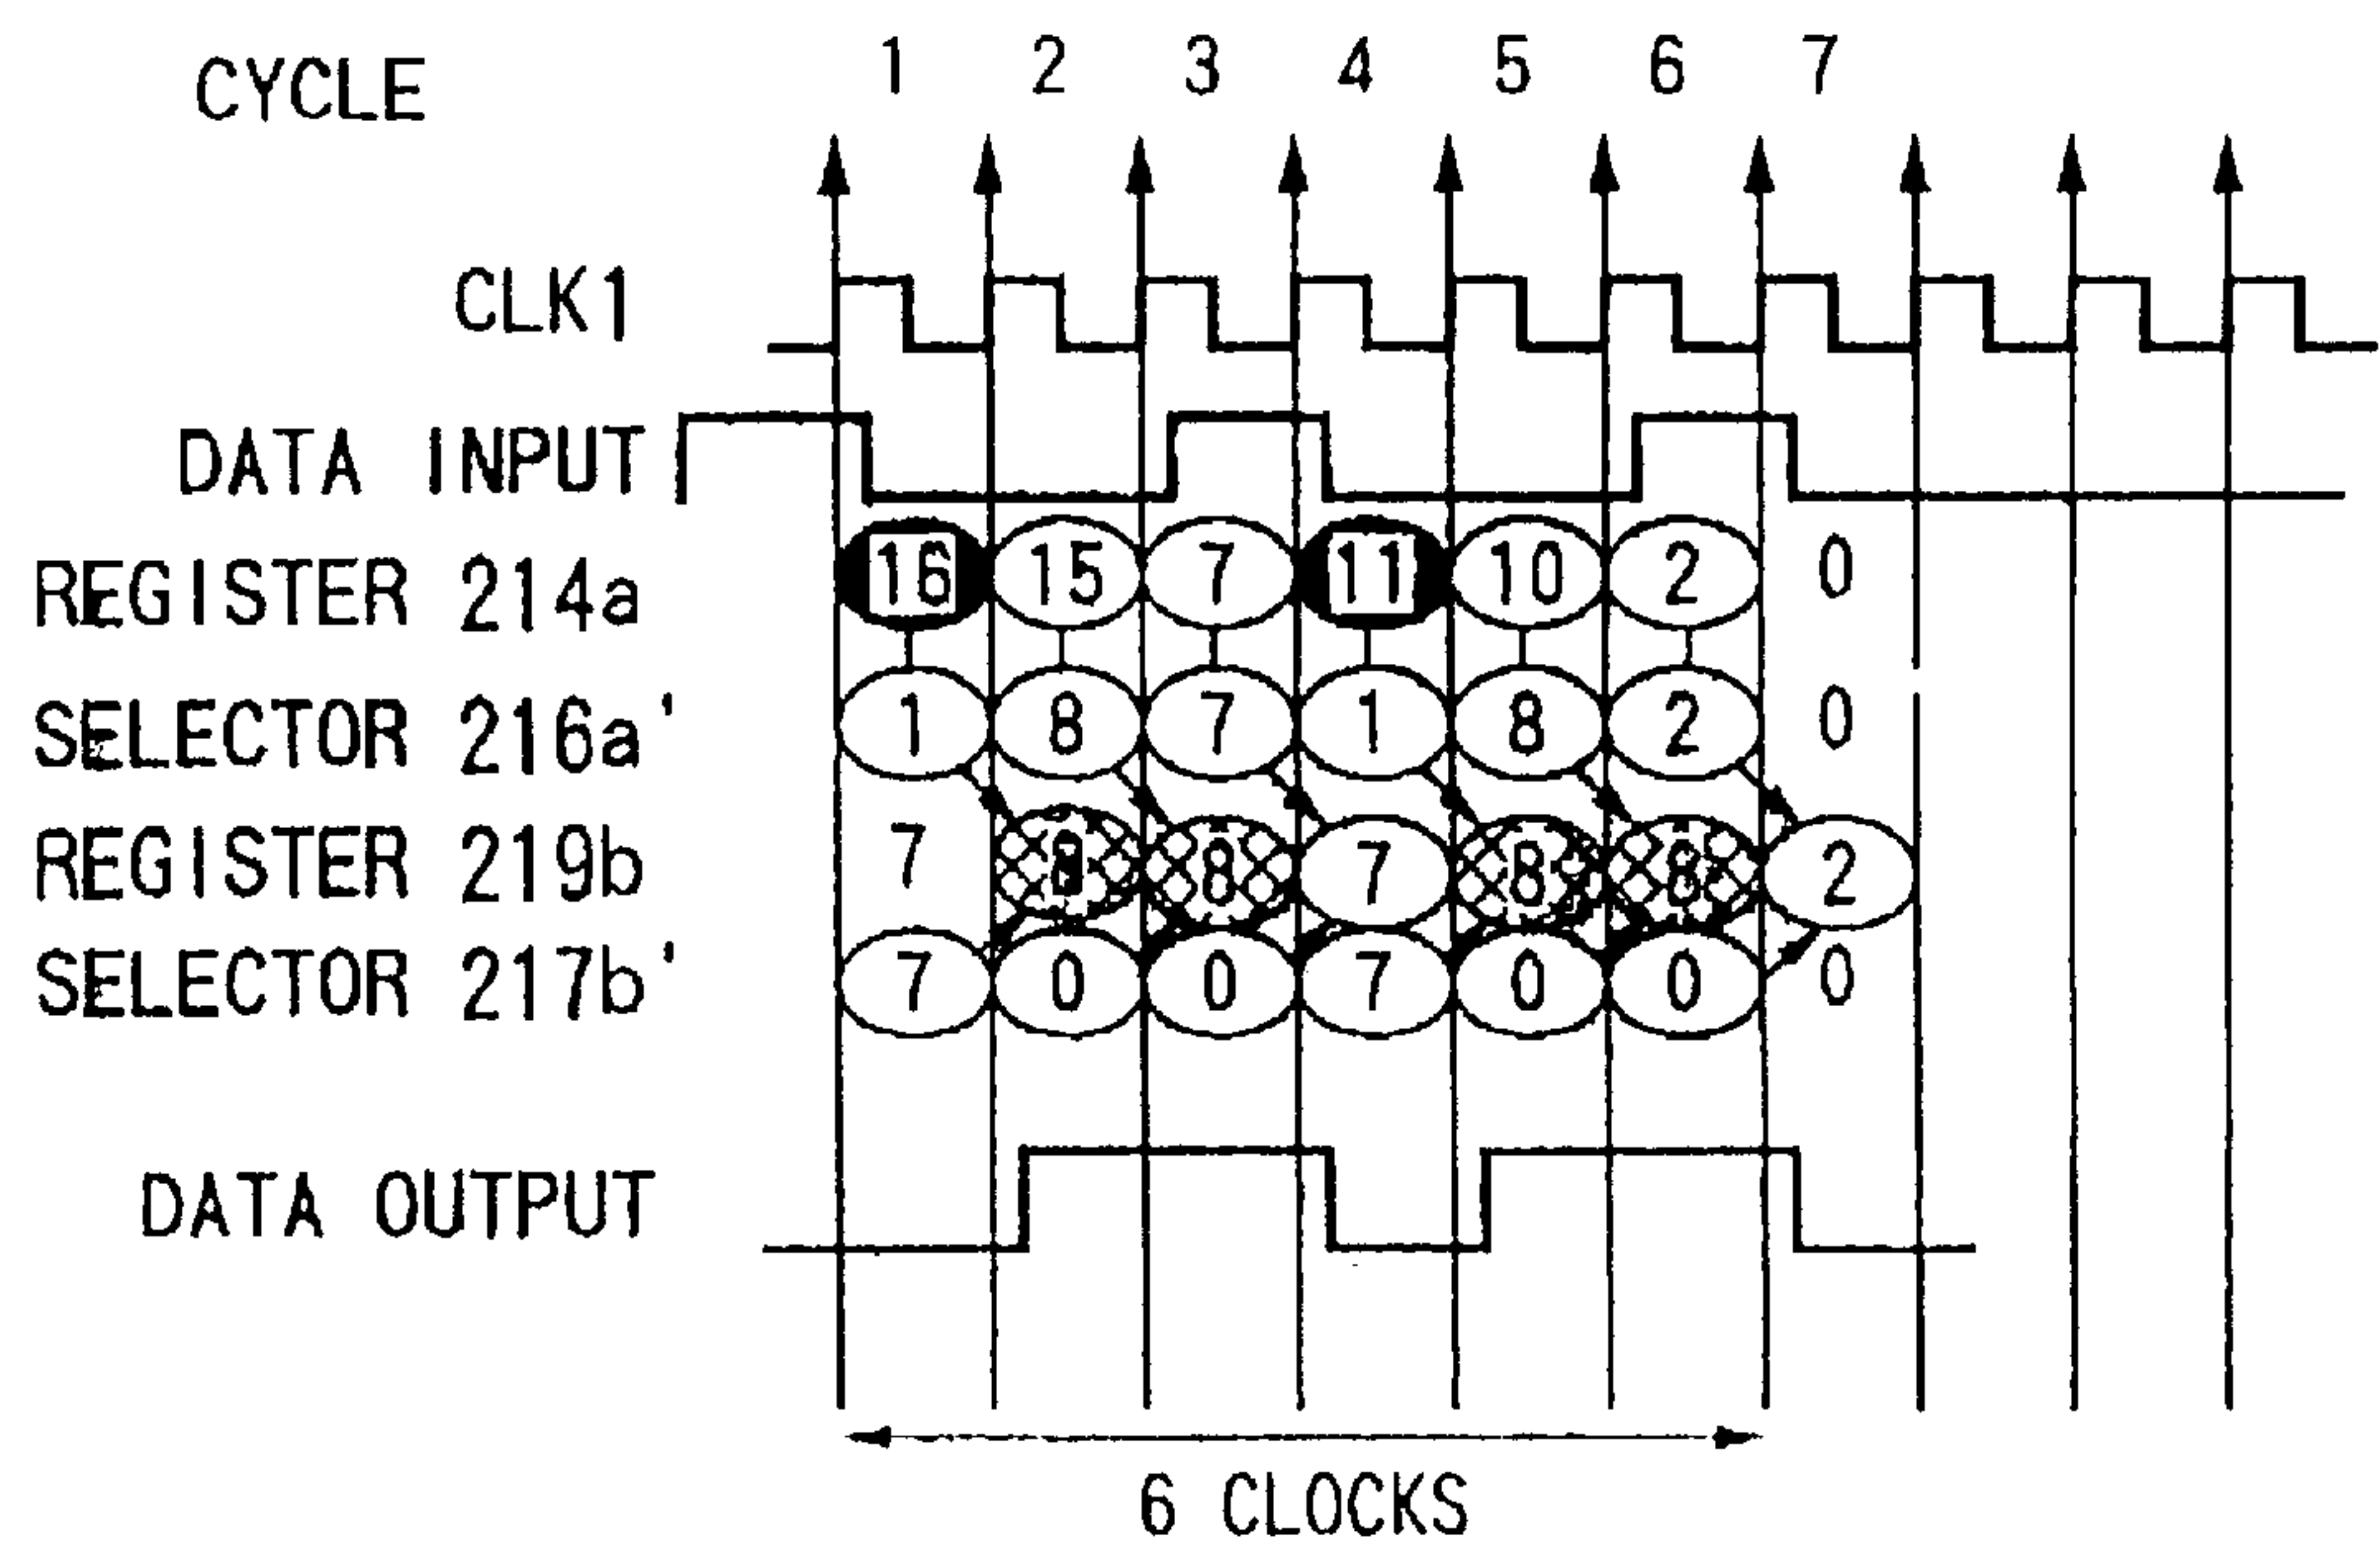 CYCLE 1 2 3 4 5 6 7
CLK1
DATA INPUT
REGISTER 214a 16 15 7 11 10 2 0
SELECTOR 216a' 1 8 7 1 8 2 0
REGISTER 219b 7 8 8 7 8 8 2
SELECTOR 217b' 7 0 0 7 0 0 0
DATA OUTPUT
6 CLOCKS